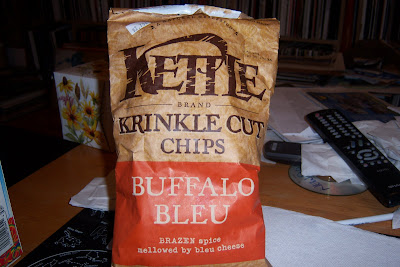 KETTLE
BRAND
KRINKLE CUT
CHIPS
BUFFALO
BLEU
BRAZEN spice
mellowed by bleu cheese